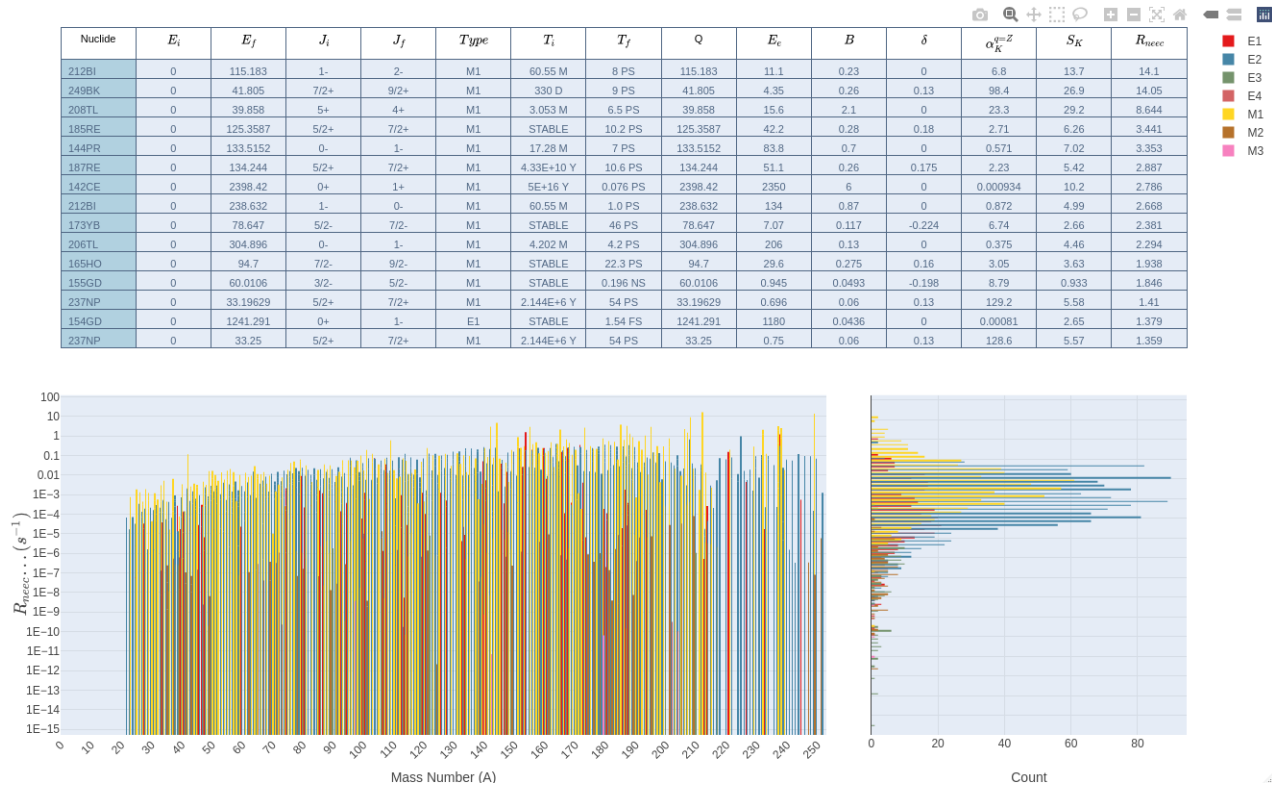 Nuclide E_i E_f J_i J_f Type T_i T_f Q E_e B δ α_K^{q=Z} S_K R_neec
212BI 0 115.183 1- 2- M1 60.55 M 8 PS 115.183 11.1 0.23 0 6.8 13.7 14.1
249BK 0 41.805 7/2+ 9/2+ M1 330 D 9 PS 41.805 4.35 0.26 0.13 98.4 26.9 14.05
208TL 0 39.858 5+ 4+ M1 3.053 M 6.5 PS 39.858 15.6 2.1 0 23.3 29.2 8.644
185RE 0 125.3587 5/2+ 7/2+ M1 STABLE 10.2 PS 125.3587 42.2 0.28 0.18 2.71 6.26 3.441
144PR 0 133.5152 0- 1- M1 17.28 M 7 PS 133.5152 83.8 0.7 0 0.571 7.02 3.353
187RE 0 134.244 5/2+ 7/2+ M1 4.33E+10 Y 10.6 PS 134.244 51.1 0.26 0.175 2.23 5.42 2.887
142CE 0 2398.42 0+ 1+ M1 5E+16 Y 0.076 PS 2398.42 2350 6 0 0.000934 10.2 2.786
212BI 0 238.632 1- 0- M1 60.55 M 1.0 PS 238.632 134 0.87 0 0.872 4.99 2.668
173YB 0 78.647 5/2- 7/2- M1 STABLE 46 PS 78.647 7.07 0.117 -0.224 6.74 2.66 2.381
206TL 0 304.896 0- 1- M1 4.202 M 4.2 PS 304.896 206 0.13 0 0.375 4.46 2.294
165HO 0 94.7 7/2- 9/2- M1 STABLE 22.3 PS 94.7 29.6 0.275 0.16 3.05 3.63 1.938
155GD 0 60.0106 3/2- 5/2- M1 STABLE 0.196 NS 60.0106 0.945 0.0493 -0.198 8.79 0.933 1.846
237NP 0 33.19629 5/2+ 7/2+ M1 2.144E+6 Y 54 PS 33.19629 0.696 0.06 0.13 129.2 5.58 1.41
154GD 0 1241.291 0+ 1- E1 STABLE 1.54 FS 1241.291 1180 0.0436 0 0.00081 2.65 1.379
237NP 0 33.25 5/2+ 7/2+ M1 2.144E+6 Y 54 PS 33.25 0.75 0.06 0.13 128.6 5.57 1.359
E1
E2
E3
E4
M1
M2
M3
R_neec...(s^{-1})
100
10
1
0.1
0.01
1E−3
1E−4
1E−5
1E−6
1E−7
1E−8
1E−9
1E−10
1E−11
1E−12
1E−13
1E−14
1E−15
0 10 20 30 40 50 60 70 80 90 100 110 120 130 140 150 160 170 180 190 200 210 220 230 240 250
Mass Number (A)
0 20 40 60 80
Count